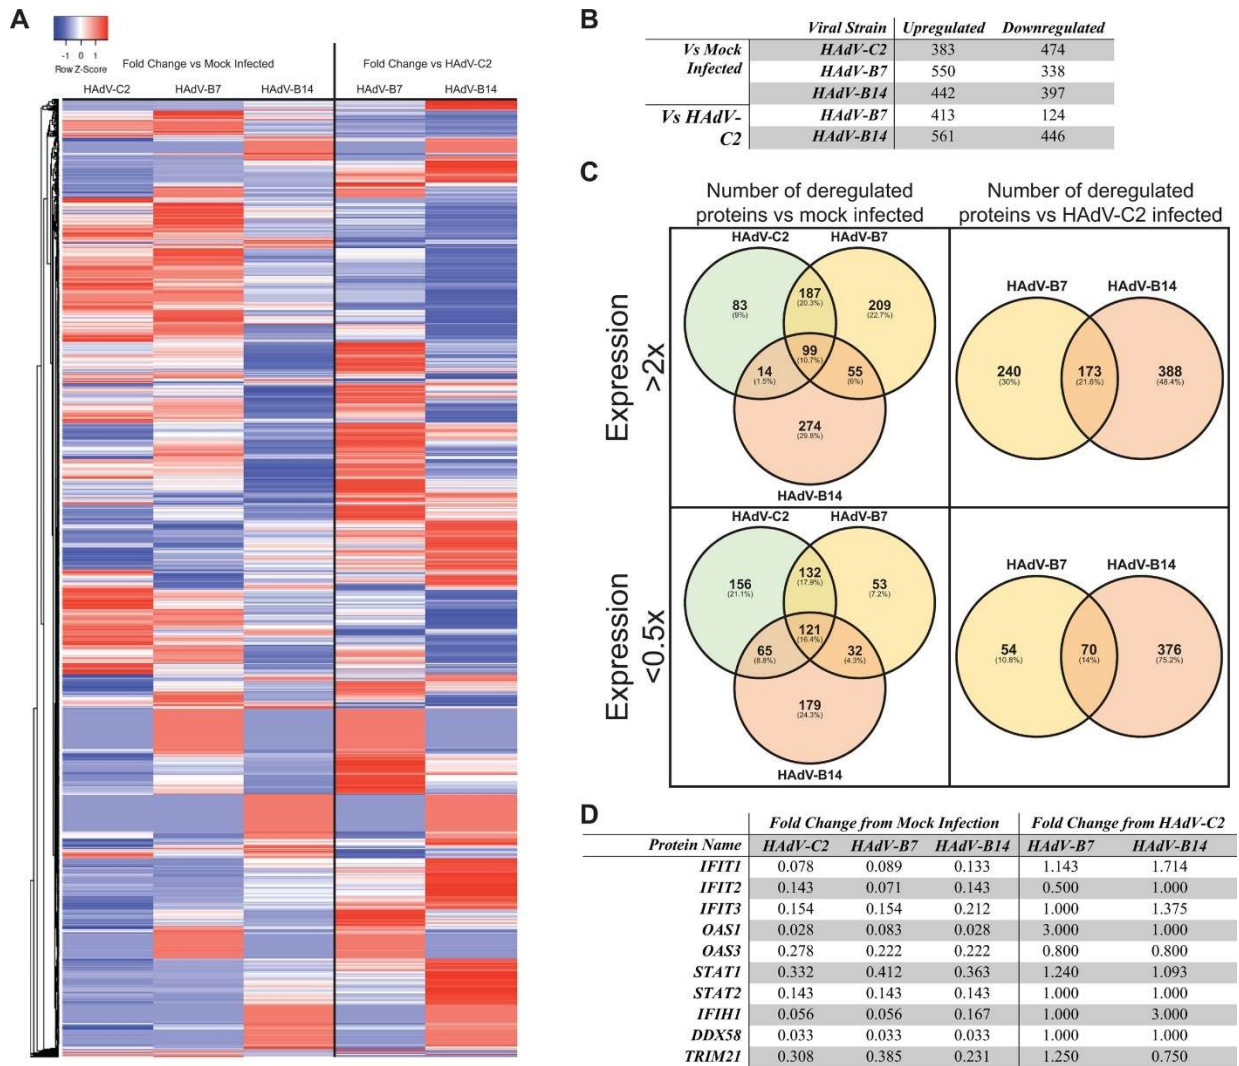 A
-1 0 1
Row Z-Score
Fold Change vs Mock Infected
Fold Change vs HAdV-C2
HAdV-C2 HAdV-B7 HAdV-B14 HAdV-B7 HAdV-B14
B
Viral Strain Upregulated Downregulated
Vs Mock Infected
HAdV-C2 383 474
HAdV-B7 550 338
HAdV-B14 442 397
Vs HAdV-C2
HAdV-B7 413 124
HAdV-B14 561 446
C
Number of deregulated proteins vs mock infected
Number of deregulated proteins vs HAdV-C2 infected
Expression >2x
HAdV-C2 HAdV-B7
83 (9%)
187 (20.3%)
209 (22.7%)
99 (10.7%)
14 (1.5%)
55 (6%)
274 (29.8%)
HAdV-B14
HAdV-B7 HAdV-B14
240 (30%)
173 (21.6%)
388 (48.4%)
Expression <0.5x
HAdV-C2 HAdV-B7
156 (21.1%)
132 (17.9%)
53 (7.2%)
121 (16.4%)
65 (8.8%)
32 (4.3%)
179 (24.3%)
HAdV-B14
HAdV-B7 HAdV-B14
54 (10.8%)
70 (14%)
376 (75.2%)
D
Fold Change from Mock Infection Fold Change from HAdV-C2
Protein Name HAdV-C2 HAdV-B7 HAdV-B14 HAdV-B7 HAdV-B14
IFIT1 0.078 0.089 0.133 1.143 1.714
IFIT2 0.143 0.071 0.143 0.500 1.000
IFIT3 0.154 0.154 0.212 1.000 1.375
OAS1 0.028 0.083 0.028 3.000 1.000
OAS3 0.278 0.222 0.222 0.800 0.800
STAT1 0.332 0.412 0.363 1.240 1.093
STAT2 0.143 0.143 0.143 1.000 1.000
IFIH1 0.056 0.056 0.167 1.000 3.000
DDX58 0.033 0.033 0.033 1.000 1.000
TRIM21 0.308 0.385 0.231 1.250 0.750